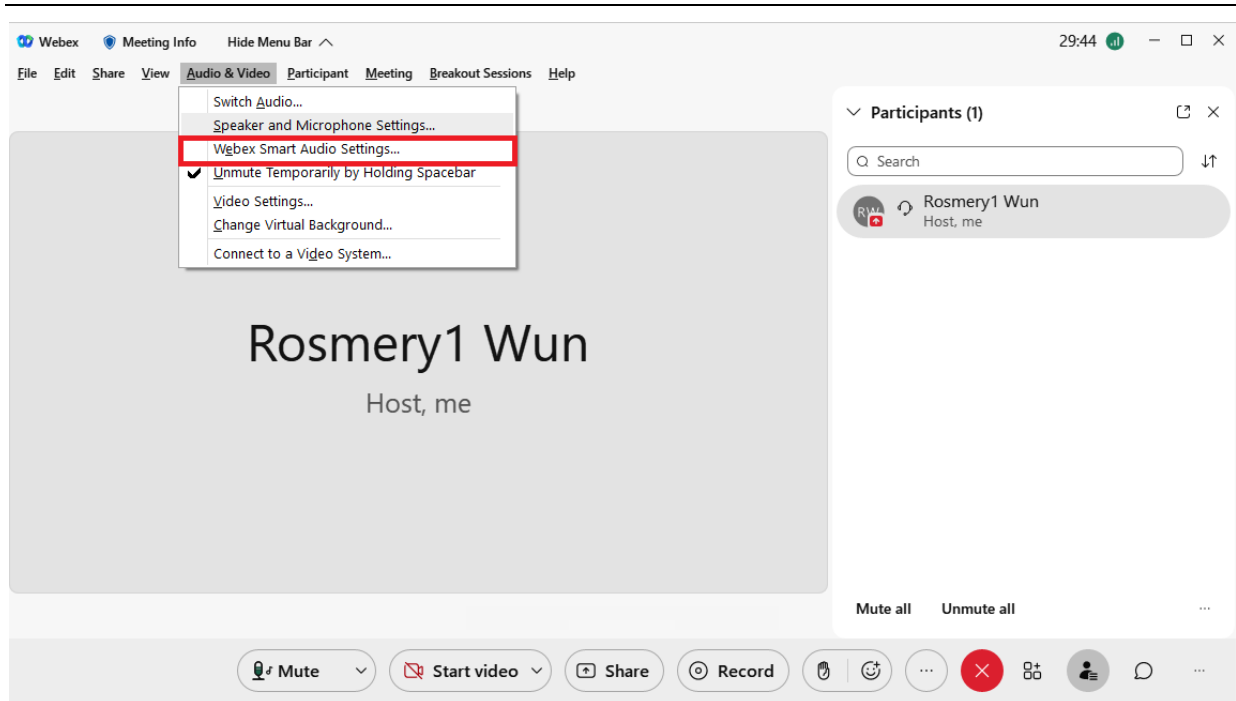 Webex Meeting Info Hide Menu Bar 29:44
File Edit Share View Audio & Video Participant Meeting Breakout Sessions Help
Switch Audio...
Speaker and Microphone Settings...
Webex Smart Audio Settings...
Unmute Temporarily by Holding Spacebar
Video Settings...
Change Virtual Background...
Connect to a Video System...
Rosmery1 Wun
Host, me
Participants (1)
Search
RW
Rosmery1 Wun
Host, me
Mute all Unmute all
Mute Start video Share Record